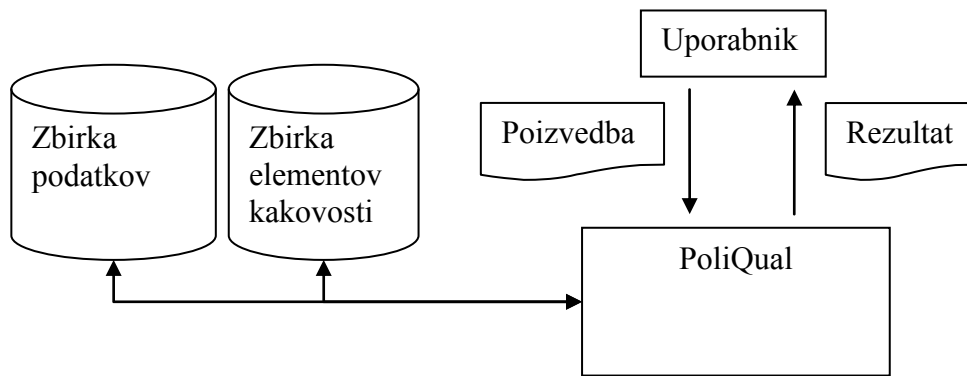 Uporabnik
Zbirka
podatkov
Zbirka
elementov
kakovosti
Poizvedba
Rezultat
PoliQual